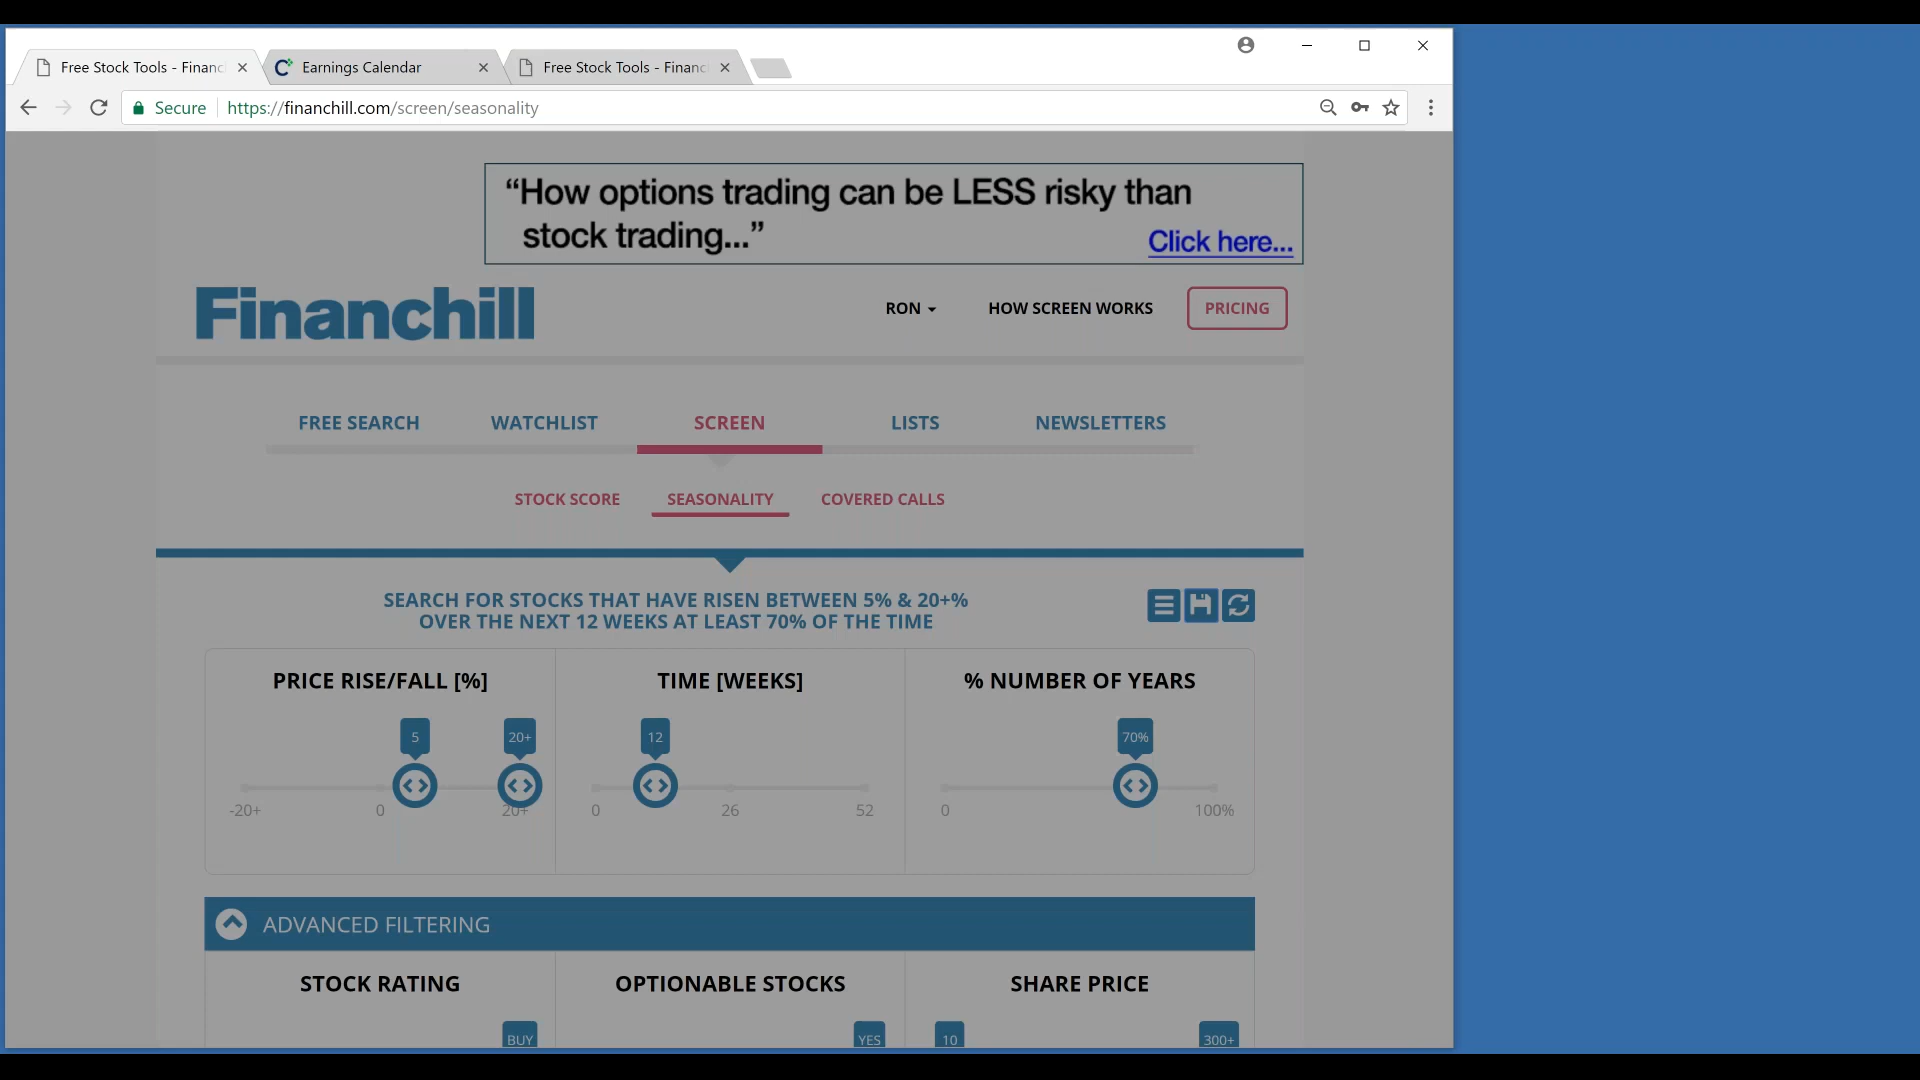 Free Stock Tools - Financ
Earnings Calendar
Free Stock Tools - Financ
Secure
https://financhill.com/screen/seasonality
“How options trading can be LESS risky than
stock trading...”
Click here...
Financhill
RON
HOW SCREEN WORKS
PRICING
FREE SEARCH
WATCHLIST
SCREEN
LISTS
NEWSLETTERS
STOCK SCORE
SEASONALITY
COVERED CALLS
SEARCH FOR STOCKS THAT HAVE RISEN BETWEEN 5% & 20+%
OVER THE NEXT 12 WEEKS AT LEAST 70% OF THE TIME
PRICE RISE/FALL [%]
TIME [WEEKS]
% NUMBER OF YEARS
5
20+
12
70%
-20+
0
20+
0
26
52
0
100%
ADVANCED FILTERING
STOCK RATING
OPTIONABLE STOCKS
SHARE PRICE
BUY
YES
10
300+